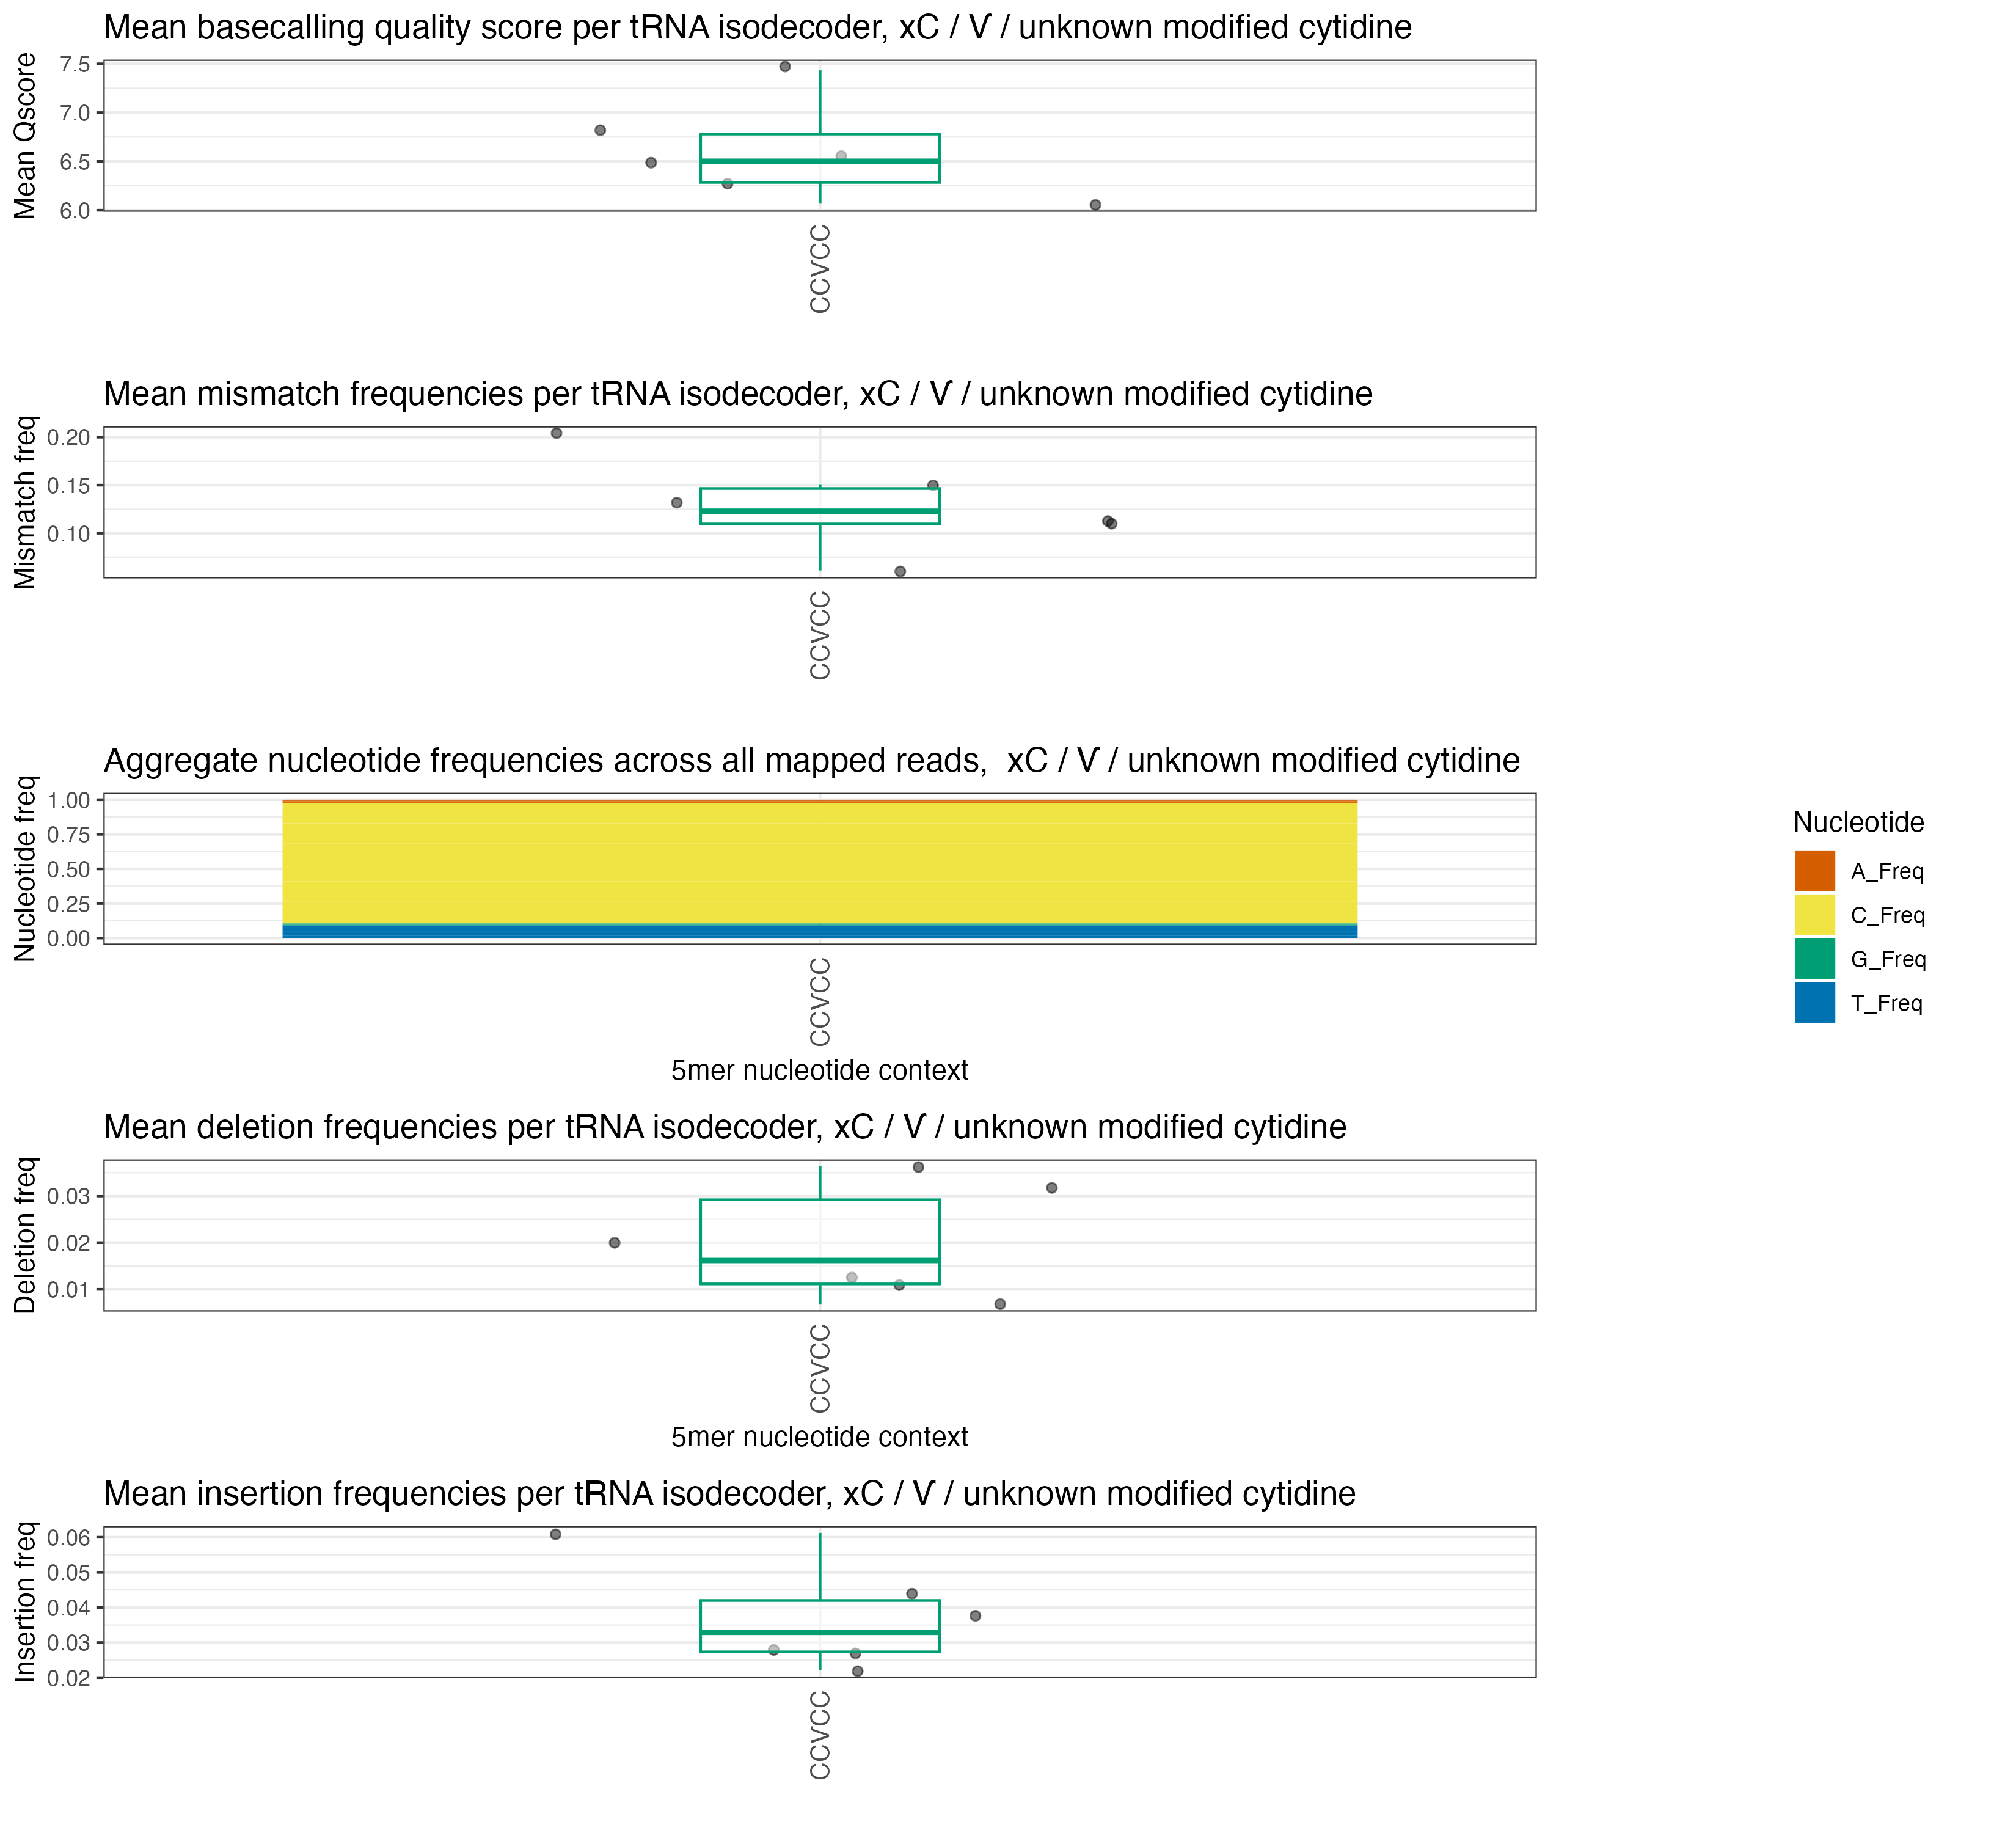 Mean basecalling quality score per tRNA isodecoder, xC / Ѵ / unknown modified cytidine
Mean Qscore
7.5
7.0
6.5
6.0
CCѴCC
Mean mismatch frequencies per tRNA isodecoder, xC / Ѵ / unknown modified cytidine
Mismatch freq
0.20
0.15
0.10
CCѴCC
Aggregate nucleotide frequencies across all mapped reads,  xC / Ѵ / unknown modified cytidine
Nucleotide freq
1.00
0.75
0.50
0.25
0.00
CCѴCC
5mer nucleotide context
Nucleotide
A_Freq
C_Freq
G_Freq
T_Freq
Mean deletion frequencies per tRNA isodecoder, xC / Ѵ / unknown modified cytidine
Deletion freq
0.03
0.02
0.01
CCѴCC
5mer nucleotide context
Mean insertion frequencies per tRNA isodecoder, xC / Ѵ / unknown modified cytidine
Insertion freq
0.06
0.05
0.04
0.03
0.02
CCѴCC